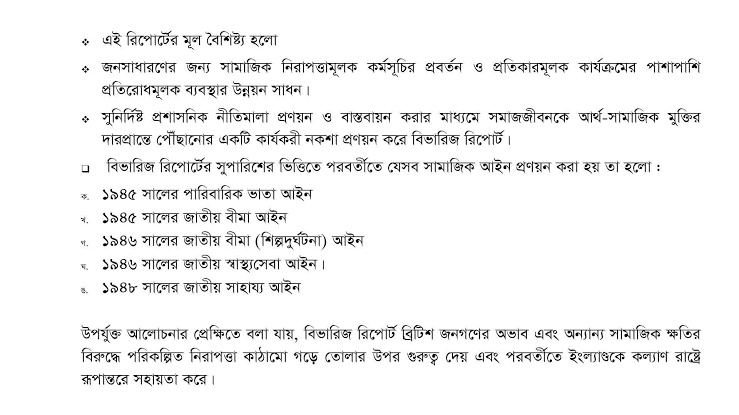 ❖ এই রিপোর্টের মূল বৈশিষ্ট্য হলো
❖ জনসাধারণের জন্য সামাজিক নিরাপত্তামূলক কর্মসূচির প্রবর্তন ও প্রতিকারমূলক কার্যক্রমের পাশাপাশি
প্রতিরোধমূলক ব্যবস্থার উন্নয়ন সাধন।
❖ সুনির্দিষ্ট প্রশাসনিক নীতিমালা প্রণয়ন ও বাস্তবায়ন করার মাধ্যমে সমাজজীবনকে আর্থ-সামাজিক মুক্তির
দারপ্রান্তে পৌঁছানোর একটি কার্যকরী নকশা প্রণয়ন করে বিভারিজ রিপোর্ট।
❑ বিভারিজ রিপোর্টের সুপারিশের ভিত্তিতে পরবর্তীতে যেসব সামাজিক আইন প্রণয়ন করা হয় তা হলো :
ক. ১৯৪৫ সালের পারিবারিক ভাতা আইন
খ. ১৯৪৫ সালের জাতীয় বীমা আইন
গ. ১৯৪৬ সালের জাতীয় বীমা (শিল্পদুর্ঘটনা) আইন
ঘ. ১৯৪৬ সালের জাতীয় স্বাস্থ্যসেবা আইন।
ঙ. ১৯৪৮ সালের জাতীয় সাহায্য আইন
উপর্যুক্ত আলোচনার প্রেক্ষিতে বলা যায়, বিভারিজ রিপোর্ট ব্রিটিশ জনগণের অভাব এবং অন্যান্য সামাজিক ক্ষতির
বিরুদ্ধে পরিকল্পিত নিরাপত্তা কাঠামো গড়ে তোলার উপর গুরুত্ব দেয় এবং পরবর্তীতে ইংল্যাণ্ডকে কল্যাণ রাষ্ট্রে
রূপান্তরে সহায়তা করে।